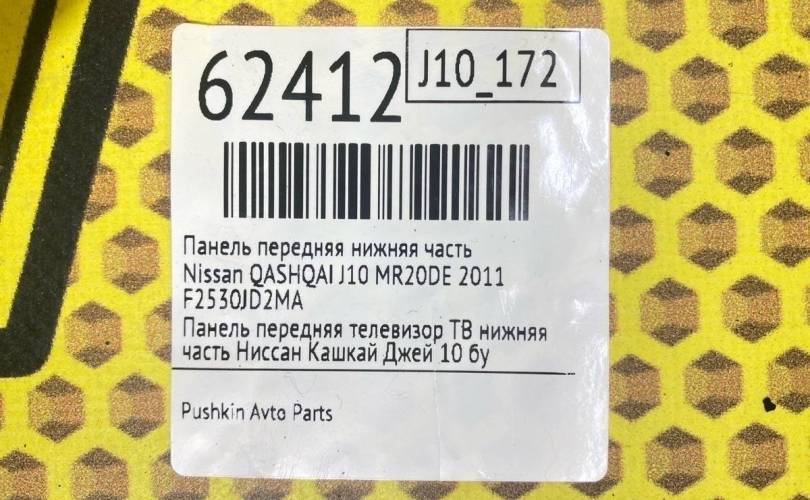 62412
J10_172
Панель передняя нижняя часть
Nissan QASHQAI J10 MR20DE 2011
F2530JD2MA
Панель передняя телевизор ТВ нижняя
часть Ниссан Кашкай Джей 10 бу
Pushkin Avto Parts